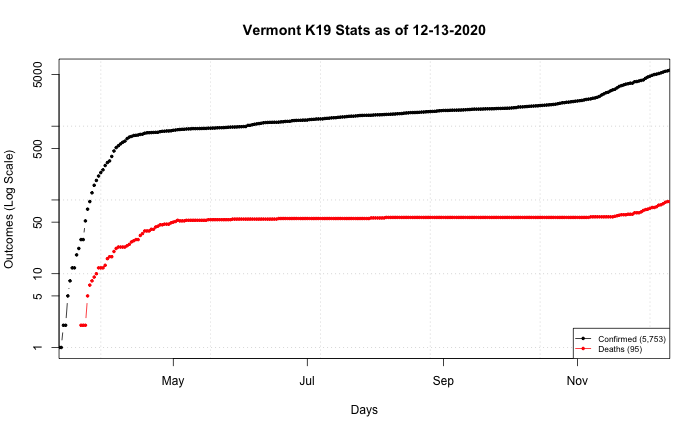 Vermont K19 Stats as of 12-13-2020
Outcomes (Log Scale)
5000
500
50
10
5
1
May Jul Sep Nov
Days
Confirmed (5,753)
Deaths (95)